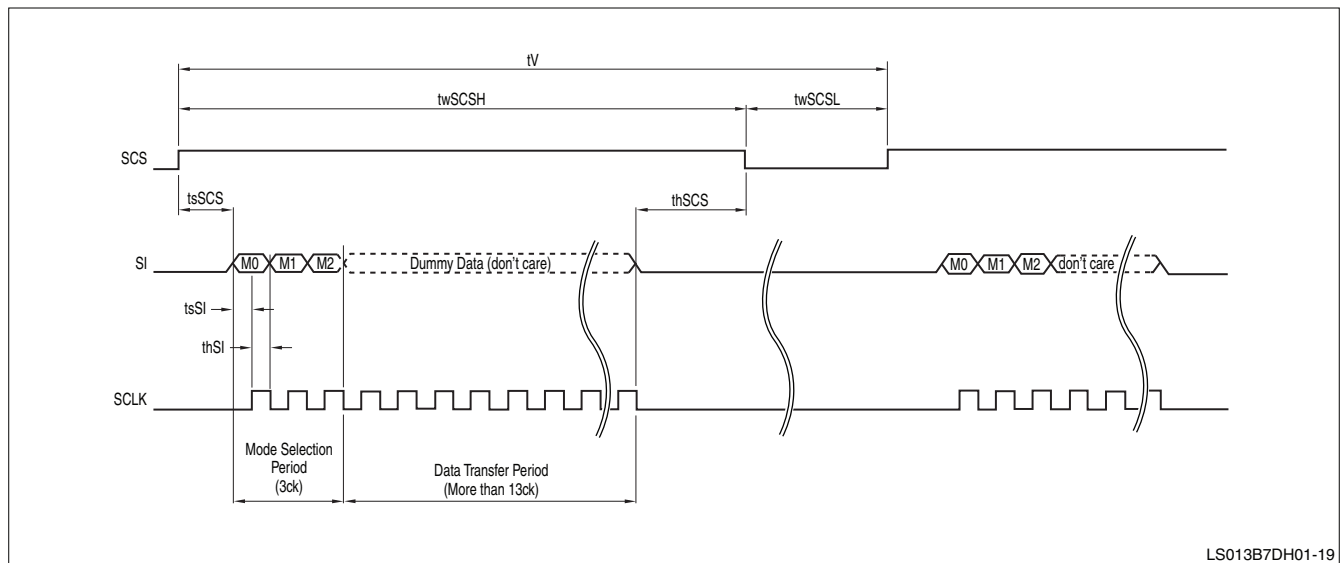 tV
twSCSH
twSCSL
SCS
tsSCS
thSCS
SI
M0
M1
M2
Dummy Data (don't care)
M0
M1
M2
don't care
tsSI
thSI
SCLK
Mode Selection
Period
(3ck)
Data Transfer Period
(More than 13ck)
LS013B7DH01-19